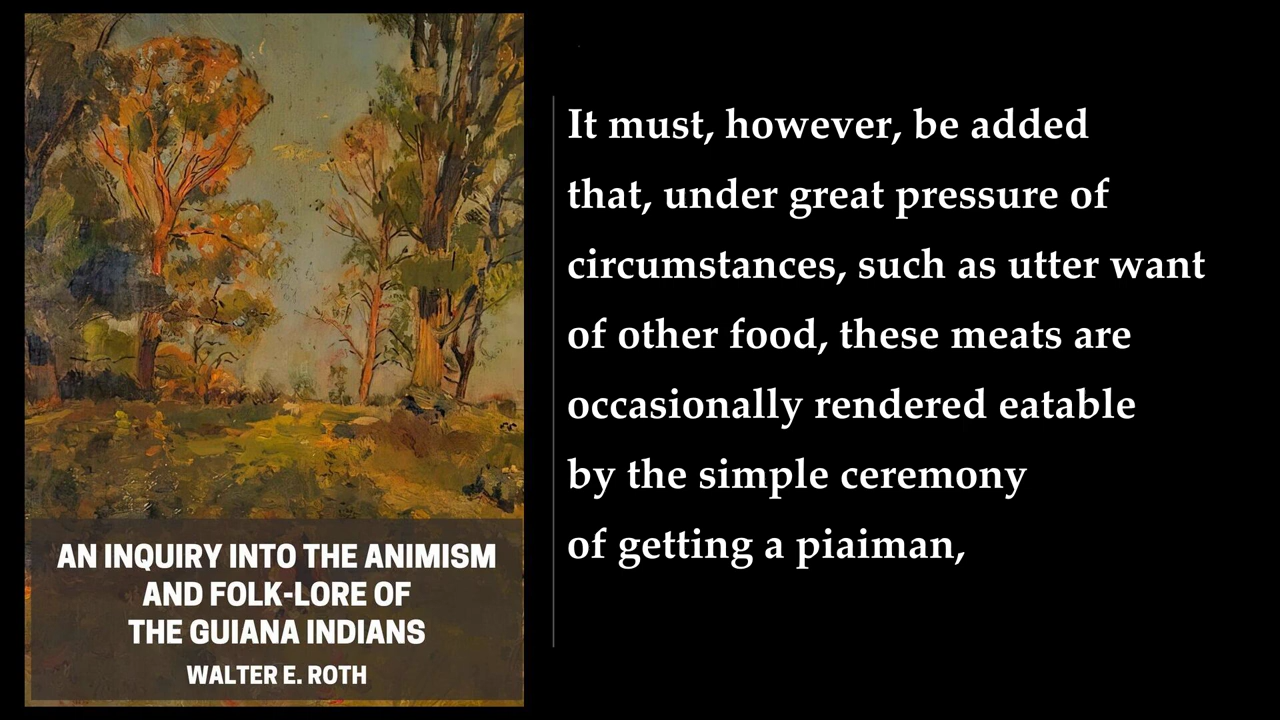 It must, however, be added
that, under great pressure of
circumstances, such as utter want
of other food, these meats are
occasionally rendered eatable
by the simple ceremony
of getting a piaiman,
AN INQUIRY INTO THE ANIMISM
AND FOLK-LORE OF
THE GUIANA INDIANS
WALTER E. ROTH